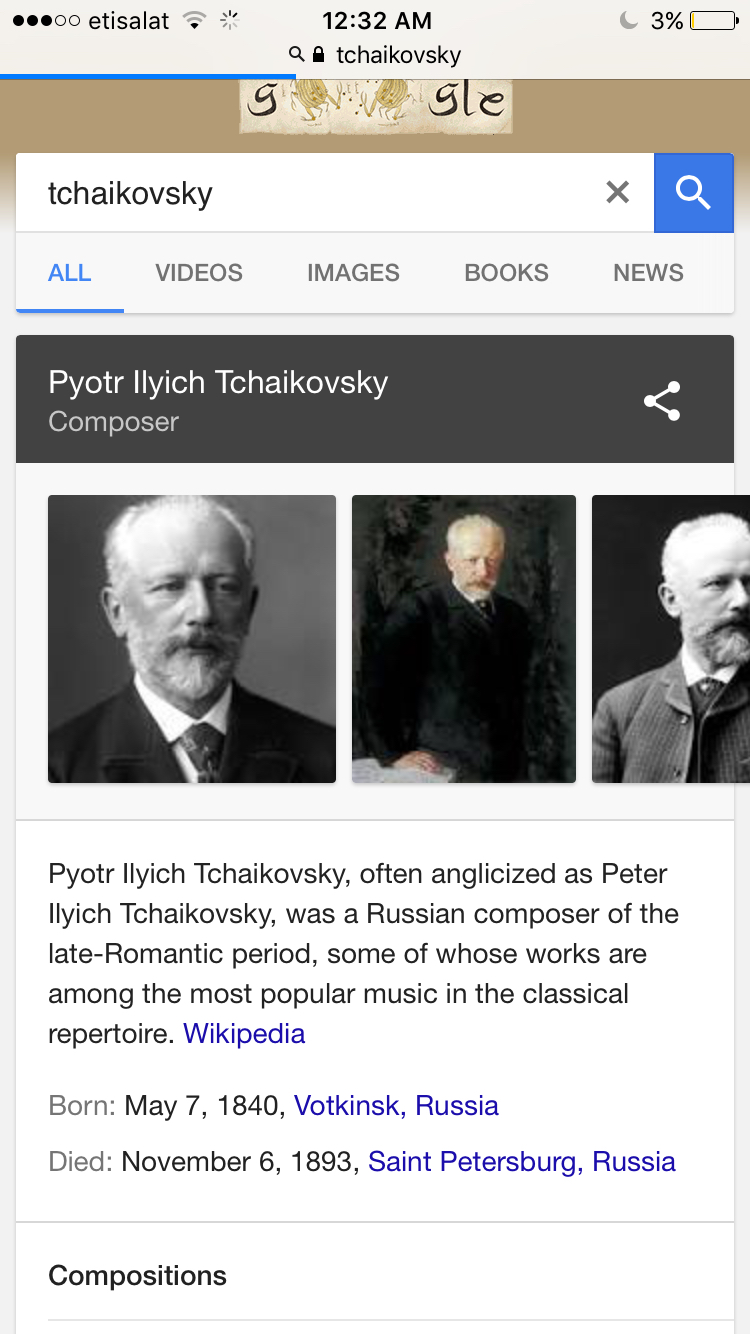 etisalat 12:32 AM 3%
tchaikovsky
g gle
tchaikovsky
ALL VIDEOS IMAGES BOOKS NEWS
Pyotr Ilyich Tchaikovsky
Composer
Pyotr Ilyich Tchaikovsky, often anglicized as Peter
Ilyich Tchaikovsky, was a Russian composer of the
late-Romantic period, some of whose works are
among the most popular music in the classical
repertoire. Wikipedia
Born: May 7, 1840, Votkinsk, Russia
Died: November 6, 1893, Saint Petersburg, Russia
Compositions